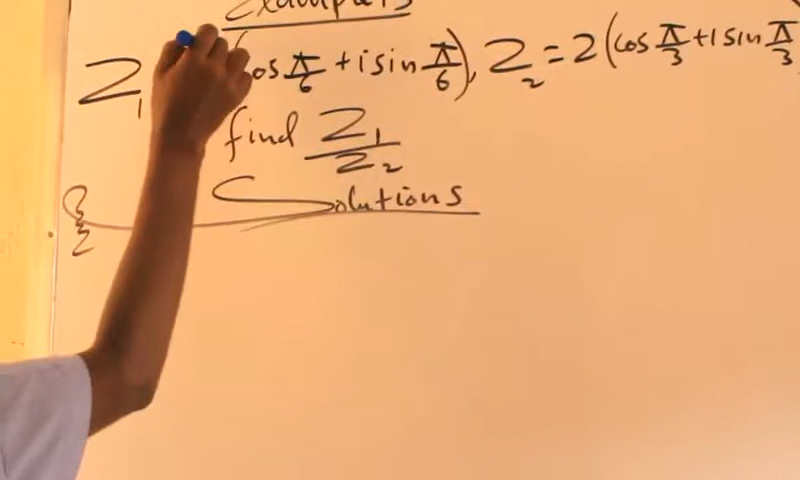 Examples
Z₁ (cos π/6 + i sin π/6), Z₂ = 2(cos π/3 + i sin π/3
find Z₁/Z₂
Solutions